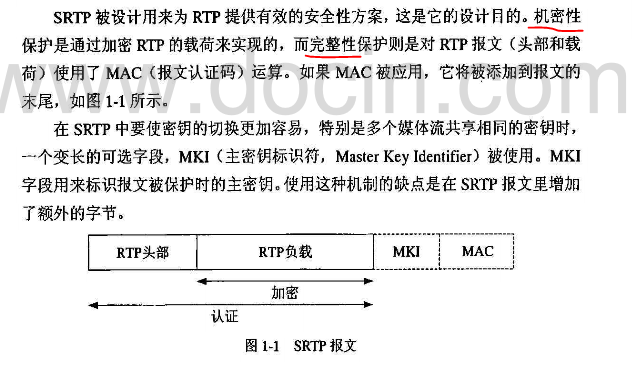 SRTP 被设计用来为 RTP 提供有效的安全性方案，这是它的设计目的。机密性
保护是通过加密 RTP 的载荷来实现的，而完整性保护则是对 RTP 报文（头部和载
荷）使用了 MAC（报文认证码）运算。如果 MAC 被应用，它将被添加到报文的
末尾，如图 1-1 所示。
www.docin.com
在 SRTP 中要使密钥的切换更加容易，特别是多个媒体流共享相同的密钥时，
一个变长的可选字段，MKI（主密钥标识符，Master Key Identifier）被使用。MKI
字段用来标识报文被保护时的主密钥。使用这种机制的缺点是在 SRTP 报文里增加
了额外的字节。
RTP头部 RTP负载 MKI MAC
加密
认证
图 1-1 SRTP 报文